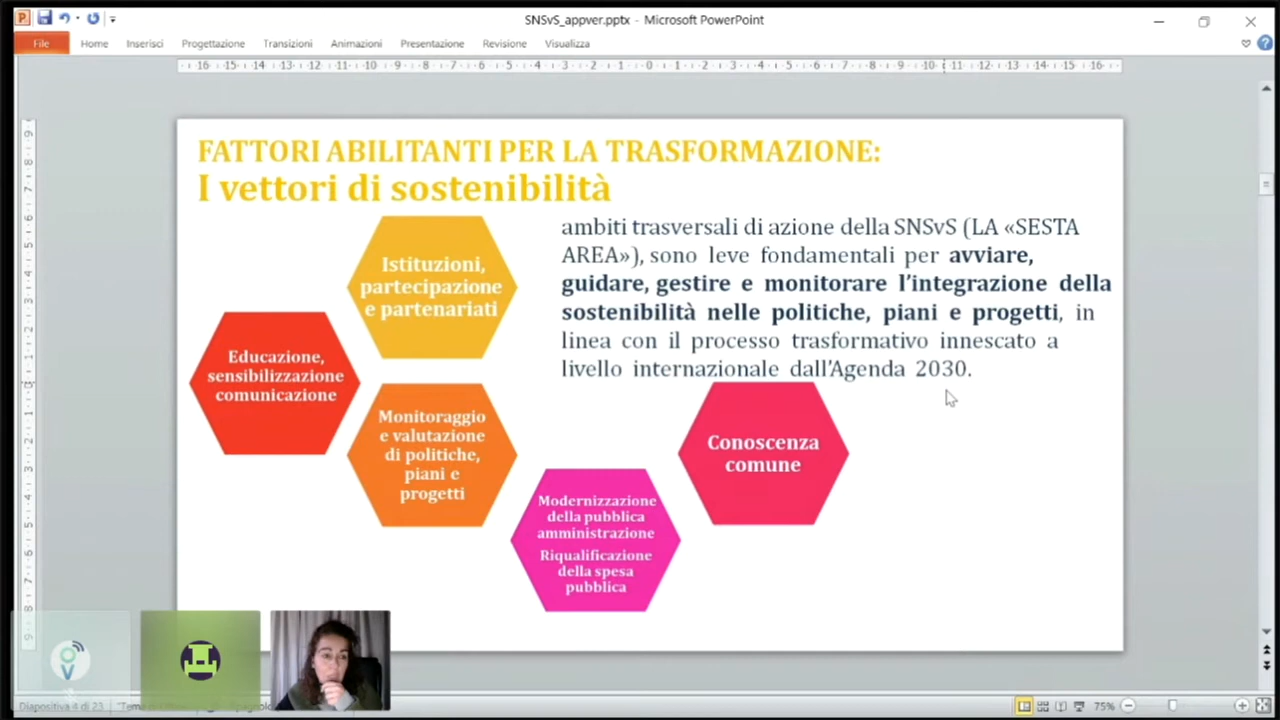 SNSvS_appver.pptx - Microsoft PowerPoint
File Home Inserisci Progettazione Transizioni Animazioni Presentazione Revisione Visualizza
FATTORI ABILITANTI PER LA TRASFORMAZIONE:
I vettori di sostenibilità
ambiti trasversali di azione della SNSvS (LA «SESTA
AREA»), sono leve fondamentali per avviare,
guidare, gestire e monitorare l'integrazione della
sostenibilità nelle politiche, piani e progetti, in
linea con il processo trasformativo innescato a
livello internazionale dall'Agenda 2030.
Istituzioni,
partecipazione
e partenariati
Educazione,
sensibilizzazione
comunicazione
Monitoraggio
e valutazione
di politiche,
piani e
progetti
Modernizzazione
della pubblica
amministrazione
Riqualificazione
della spesa
pubblica
Conoscenza
comune
Diapositiva 4 di 23
75%